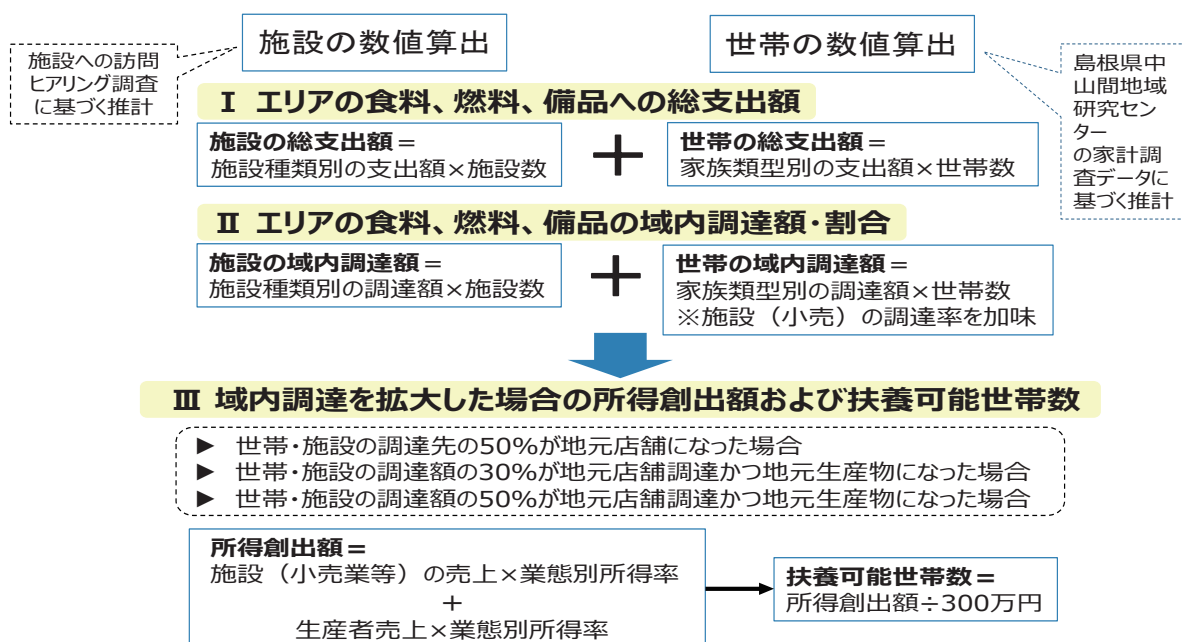 施設の数値算出
世帯の数値算出
施設への訪問
ヒアリング調査
に基づく推計
島根県中
山間地域
研究セン
ター
の家計調
査データに
基づく推計
Ⅰ エリアの食料、燃料、備品への総支出額
施設の総支出額＝
施設種類別の支出額×施設数
＋
世帯の総支出額＝
家族類型別の支出額×世帯数
Ⅱ エリアの食料、燃料、備品の域内調達額・割合
施設の域内調達額＝
施設種類別の調達額×施設数
＋
世帯の域内調達額＝
家族類型別の調達額×世帯数
※施設（小売）の調達率を加味
Ⅲ 域内調達を拡大した場合の所得創出額および扶養可能世帯数
▶ 世帯・施設の調達先の50%が地元店舗になった場合
▶ 世帯・施設の調達額の30%が地元店舗調達かつ地元生産物になった場合
▶ 世帯・施設の調達額の50%が地元店舗調達かつ地元生産物になった場合
所得創出額＝
施設（小売業等）の売上×業態別所得率
＋
生産者売上×業態別所得率
扶養可能世帯数＝
所得創出額÷300万円